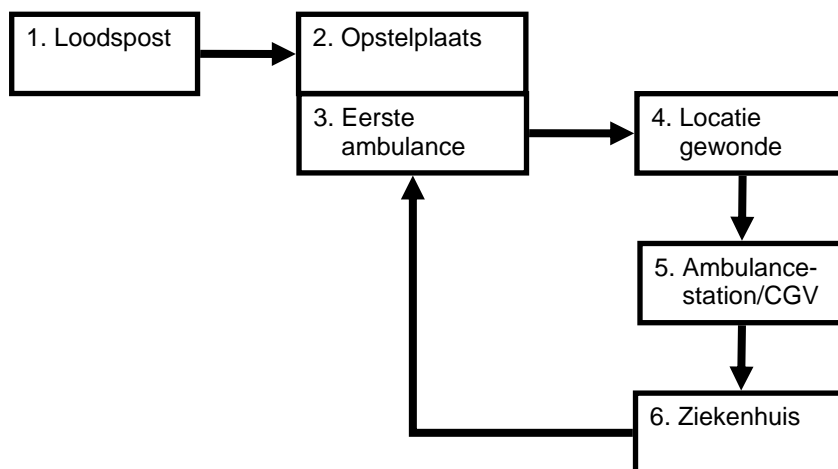 1. Loodspost
2. Opstelplaats
3. Eerste
ambulance
4. Locatie
gewonde
5. Ambulance-
station/CGV
6. Ziekenhuis